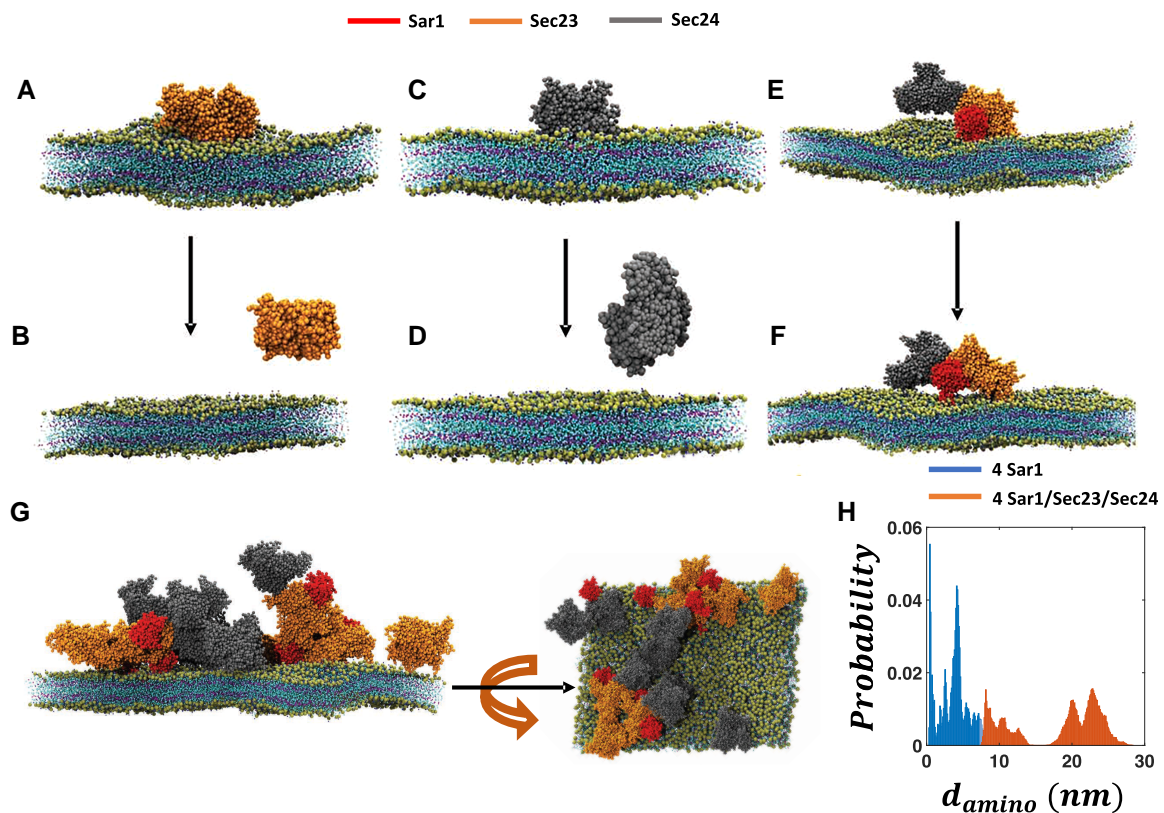 Sar1 Sec23 Sec24
A C E
B D F
4 Sar1
4 Sar1/Sec23/Sec24
G H
0.06
0.04
0.02
0
Probability
0 10 20 30
d_amino (nm)